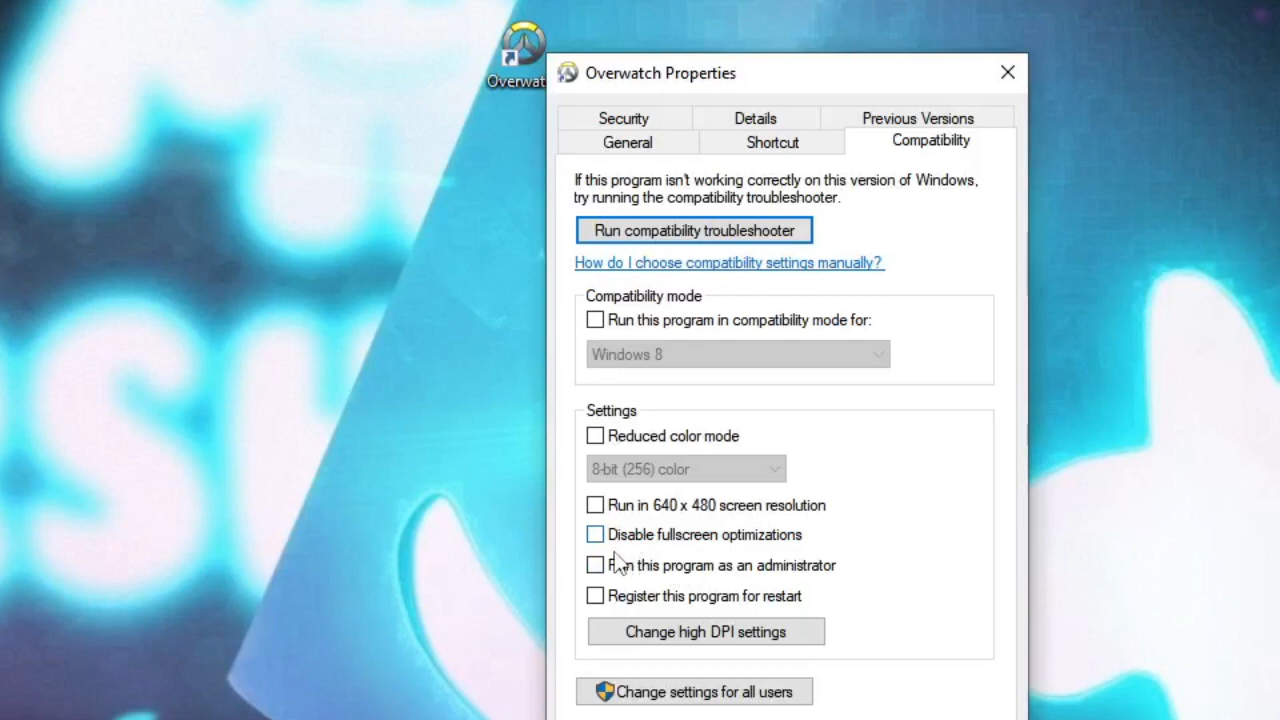 Overwat
Overwatch Properties
Security
Details
Previous Versions
General
Shortcut
Compatibility
If this program isn't working correctly on this version of Windows,
try running the compatibility troubleshooter.
Run compatibility troubleshooter
How do I choose compatibility settings manually?
Compatibility mode
Run this program in compatibility mode for:
Windows 8
Settings
Reduced color mode
8-bit (256) color
Run in 640 x 480 screen resolution
Disable fullscreen optimizations
Run this program as an administrator
Register this program for restart
Change high DPI settings
Change settings for all users